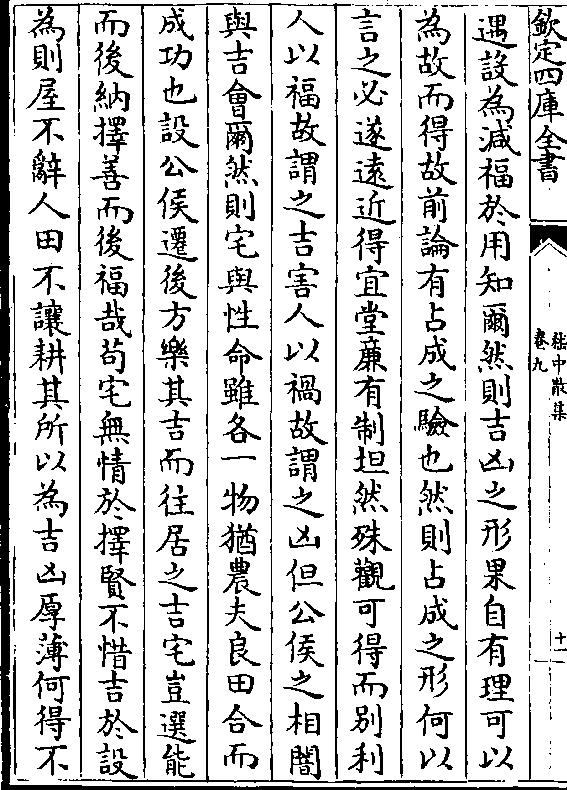 欽定四庫全書
嵇中散集
卷九
十一
遇設為減福於用知爾然則吉凶之形果自有理可以
為故而得故前論有占成之驗也然則占成之形何以
言之必遂遠近得宜堂廉有制坦然殊觀可得而别利
人以福故謂之吉害人以禍故謂之凶但公侯之相闇
與吉會爾然則宅與性命雖各一物猶農夫良田合而
成功也設公侯遷後方樂其吉而往居之吉宅豈選能
而後納擇善而後福哉苟宅無情於擇賢不惜吉於設
為則屋不辭人田不讓耕其所以為吉凶厚薄何得不